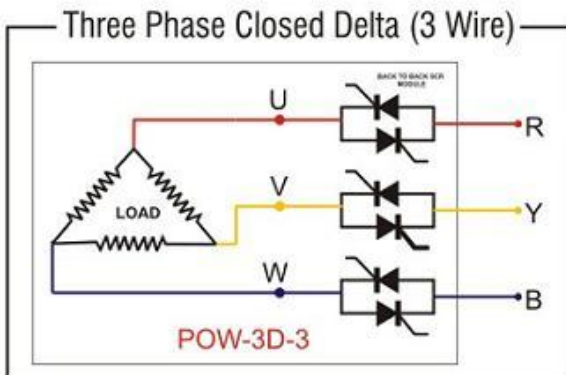 Three Phase Closed Delta (3 Wire)
BACK TO BACK SCR
MODULE
U
R
V
Y
LOAD
W
B
POW-3D-3